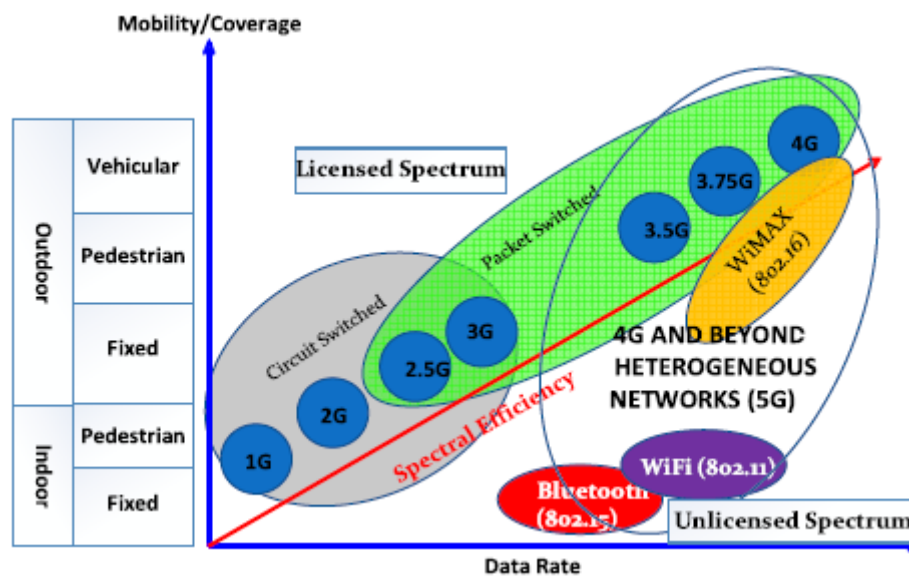 Mobility/Coverage
Outdoor
Vehicular
Pedestrian
Fixed
Indoor
Pedestrian
Fixed
Licensed Spectrum
Circuit Switched
Packet Switched
1G
2G
2.5G
3G
3.5G
3.75G
4G
WiMAX
(802.16)
Spectral Efficiency
4G AND BEYOND
HETEROGENEOUS
NETWORKS (5G)
WiFi (802.11)
Bluetooth
(802.15)
Unlicensed Spectrum
Data Rate